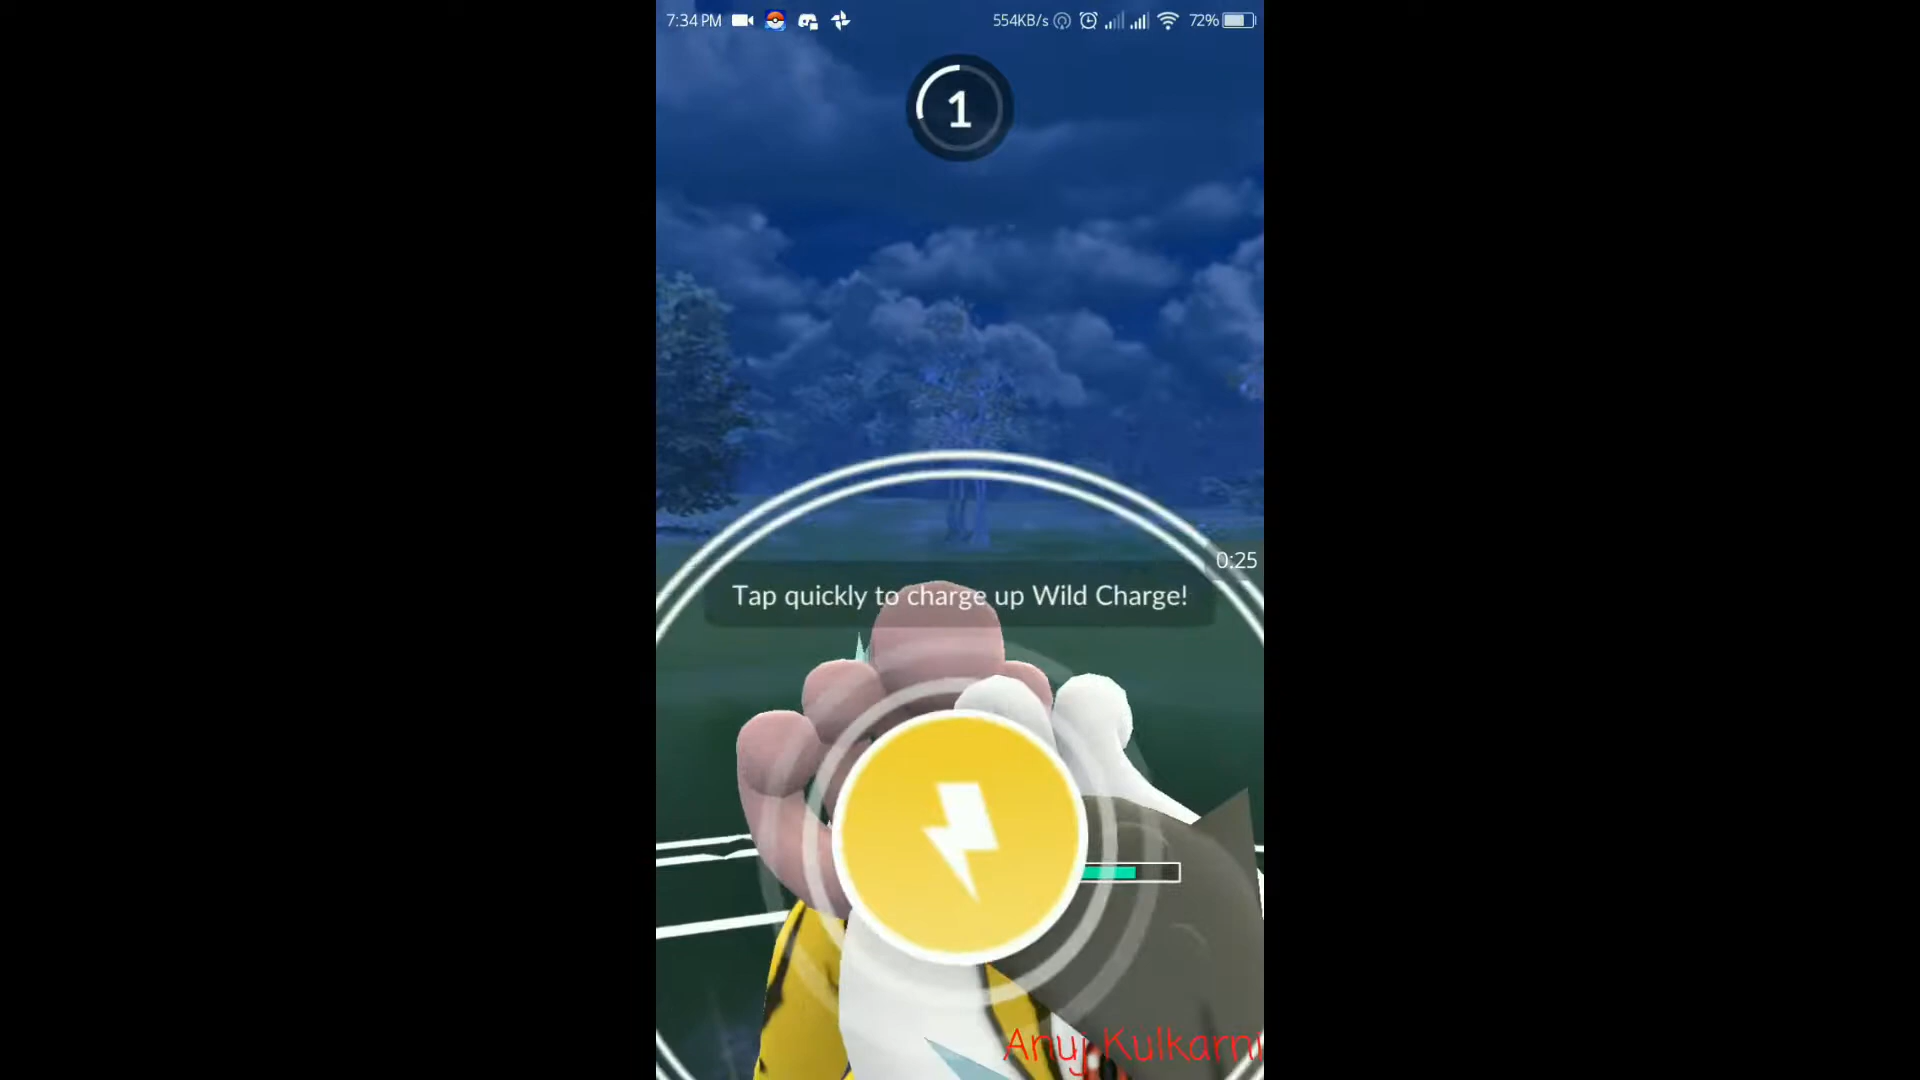 7:34 PM 554KB/s 72%
1
0:25
Tap quickly to charge up Wild Charge!
Anuj Kulkarni